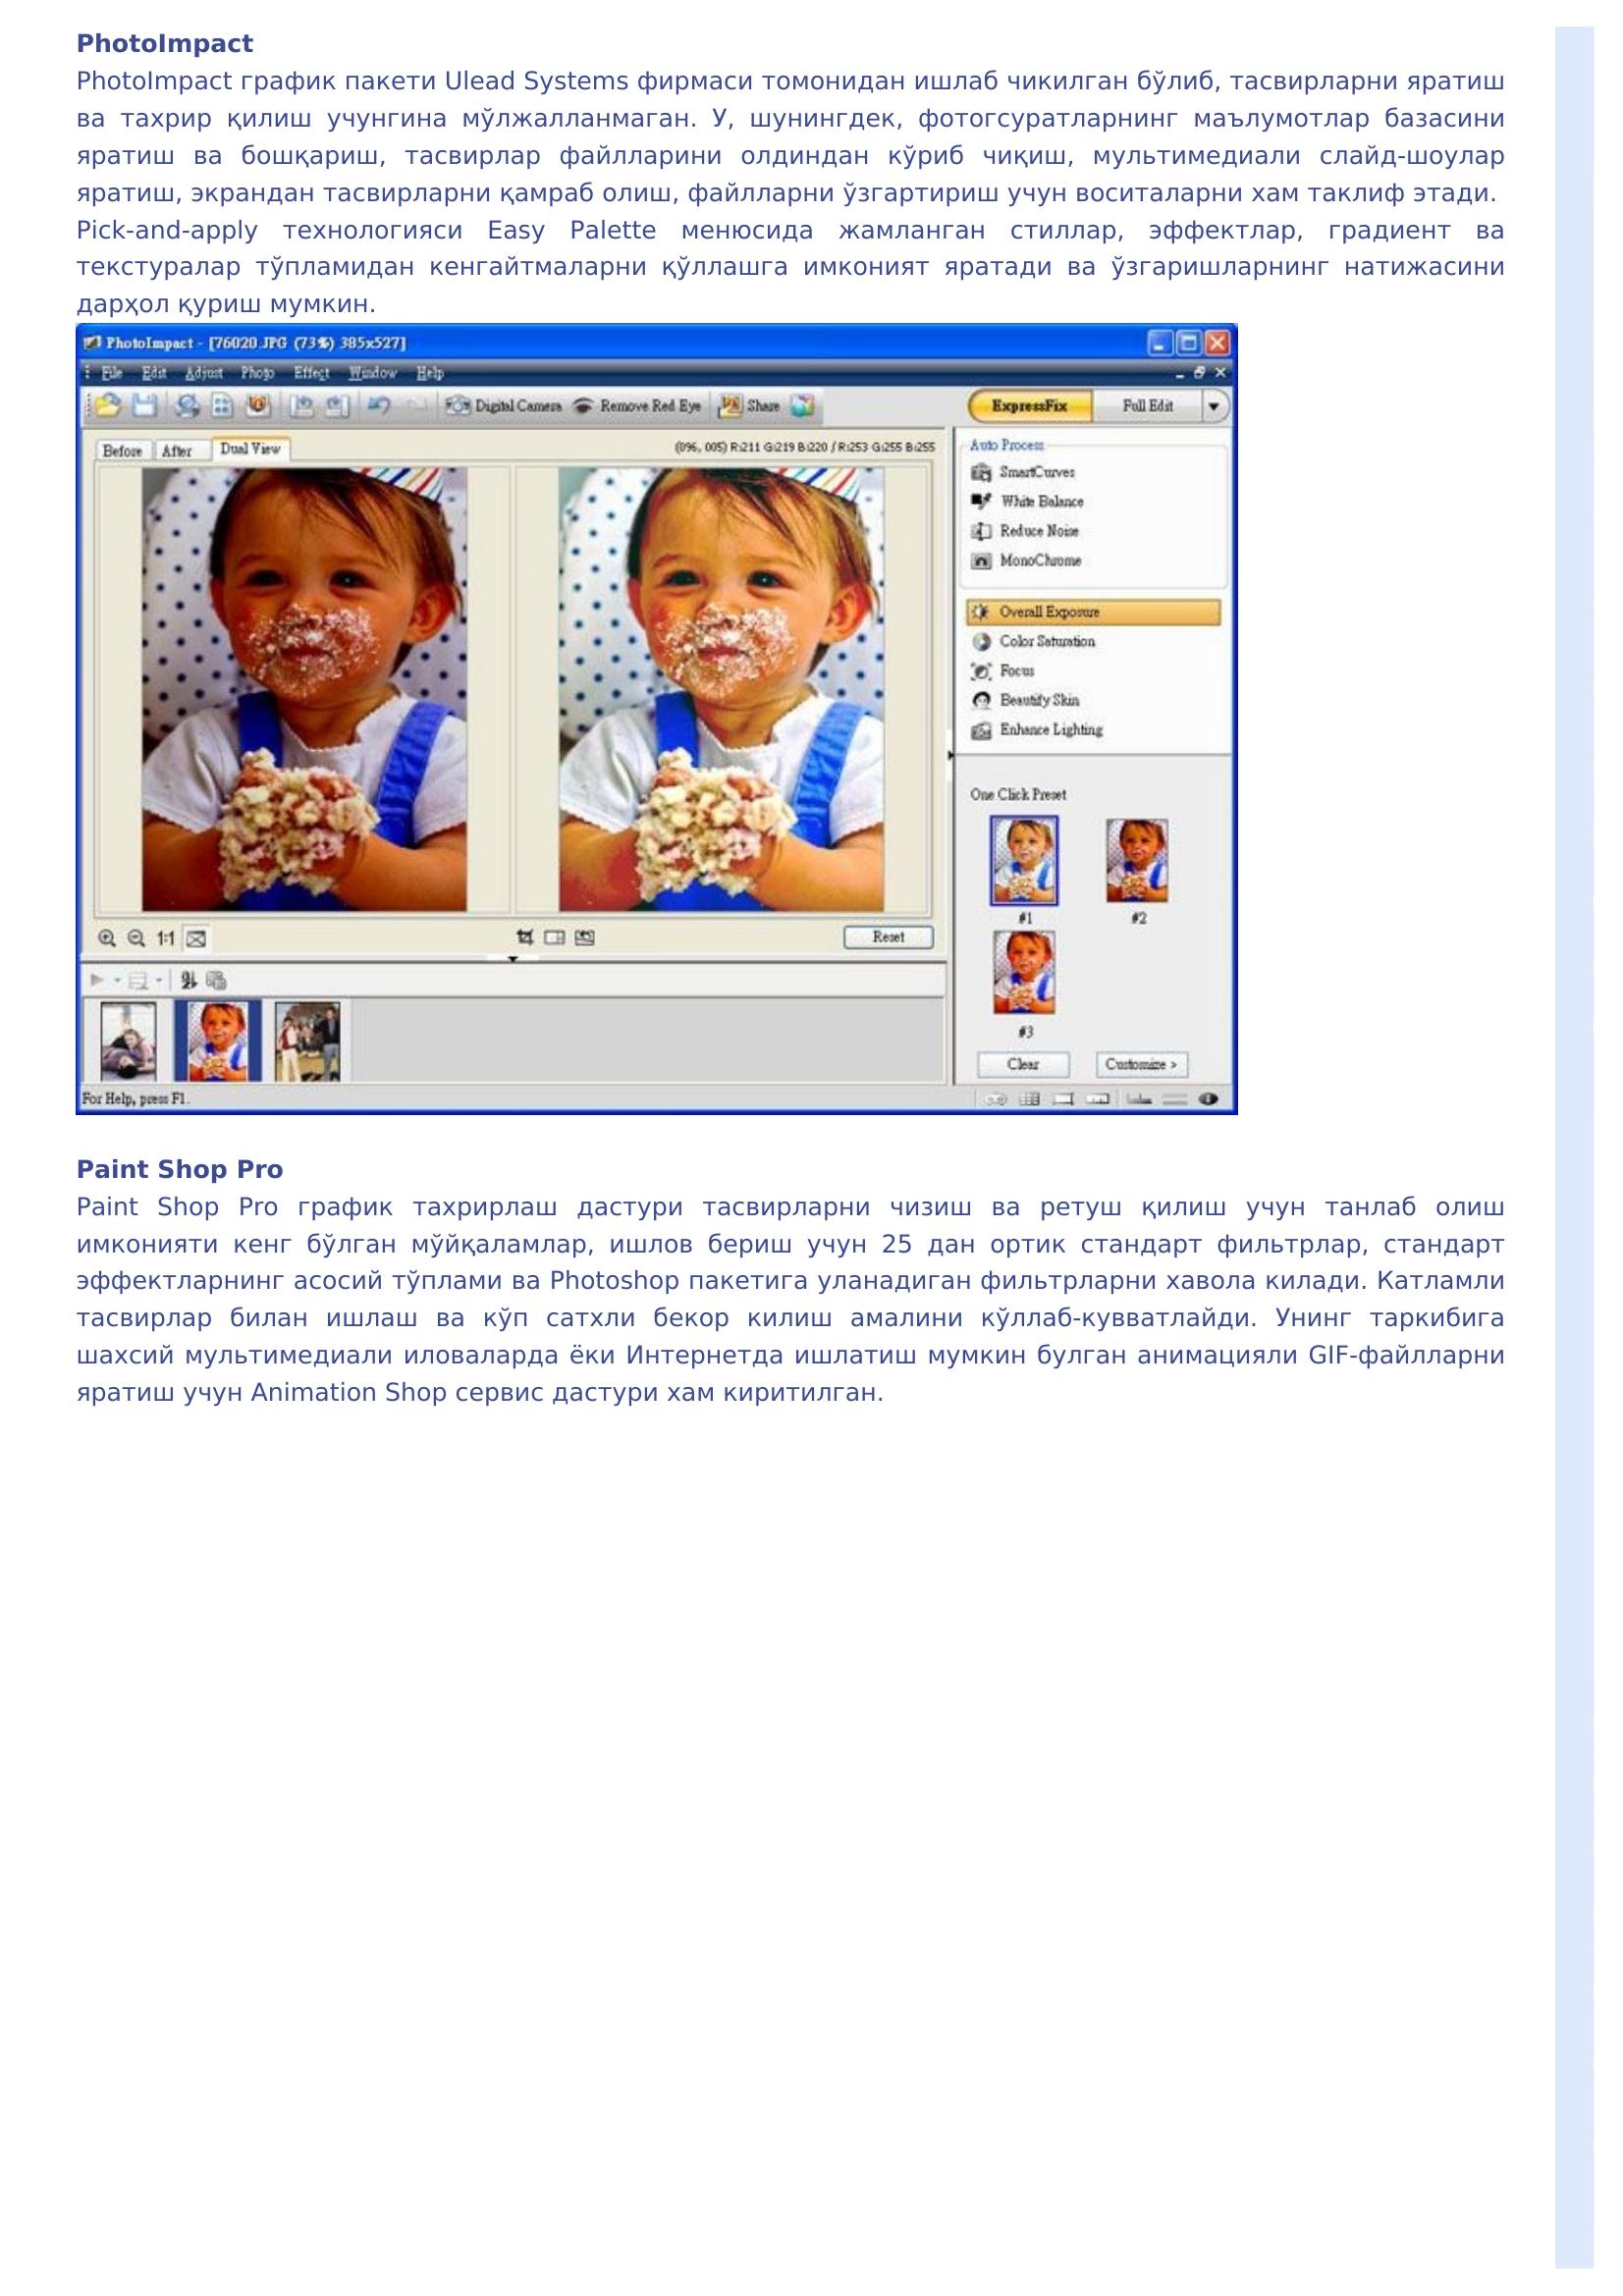 PhotoImpact
PhotoImpact график пакети Ulead Systems фирмаси томонидан ишлаб чикилган бўлиб, тасвирларни яратиш
ва тахрир қилиш учунгина мўлжалланмаган. У, шунингдек, фотогсуратларнинг маълумотлар базасини
яратиш ва бошқариш, тасвирлар файлларини олдиндан кўриб чиқиш, мультимедиали слайд-шоулар
яратиш, экрандан тасвирларни қамраб олиш, файлларни ўзгартириш учун воситаларни хам таклиф этади.
Pick-and-apply технологияси Easy Palette менюсида жамланган стиллар, эффектлар, градиент ва
текстуралар тўпламидан кенгайтмаларни қўллашга имконият яратади ва ўзгаришларнинг натижасини
дарҳол қуриш мумкин.
PhotoImpact - [76020.JPG (73%) 385x527]
File Edit Adjust Photo Effect Window Help
Digital Camera Remove Red Eye Share ExpressFix Full Edit
Before After Dual View (096, 005) R:211 G:219 B:220 / R:253 G:255 B:255
Auto Process
SmartCurves
White Balance
Reduce Noise
MonoChrome
Overall Exposure
Color Saturation
Focus
Beautify Skin
Enhance Lighting
One Click Preset
#1 #2
#3
1:1 Reset
Clear Customize >
For Help, press F1.
Paint Shop Pro
Paint Shop Pro график тахрирлаш дастури тасвирларни чизиш ва ретуш қилиш учун танлаб олиш
имконияти кенг бўлган мўйқаламлар, ишлов бериш учун 25 дан ортик стандарт фильтрлар, стандарт
эффектларнинг асосий тўплами ва Photoshop пакетига уланадиган фильтрларни хавола килади. Катламли
тасвирлар билан ишлаш ва кўп сатхли бекор килиш амалини кўллаб-кувватлайди. Унинг таркибига
шахсий мультимедиали иловаларда ёки Интернетда ишлатиш мумкин булган анимацияли GIF-файлларни
яратиш учун Animation Shop сервис дастури хам киритилган.